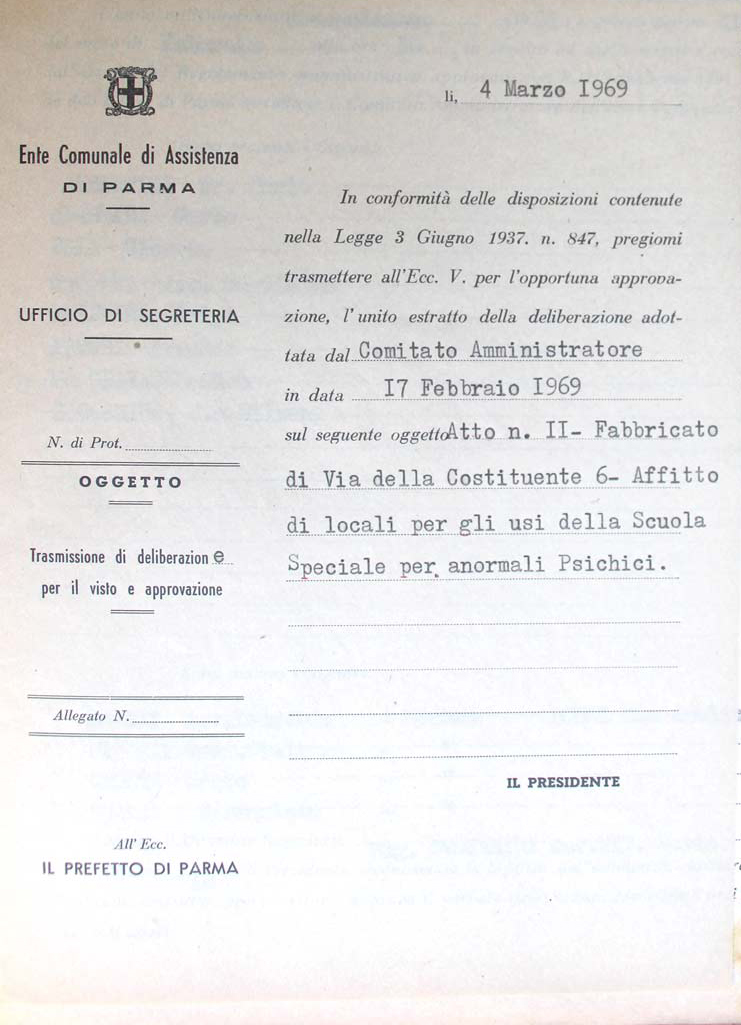 li, 4 Marzo I969
Ente Comunale di Assistenza
DI PARMA
UFFICIO DI SEGRETERIA
N. di Prot.
OGGETTO
Trasmissione di deliberazion e
per il visto e approvazione
Allegato N.
All' Ecc.
IL PREFETTO DI PARMA
In conformità delle disposizioni contenute
nella Legge 3 Giugno 1937. n. 847, pregiomi
trasmettere all'Ecc. V. per l'opportuna approva-
zione, l' unito estratto della deliberazione adot-
tata dal Comitato Amministratore
in data I7 Febbraio I969
sul seguente oggetto Atto n. II- Fabbricato
di Via della Costituente 6- Affitto
di locali per gli usi della Scuola
Speciale per anormali Psichici.
IL PRESIDENTE